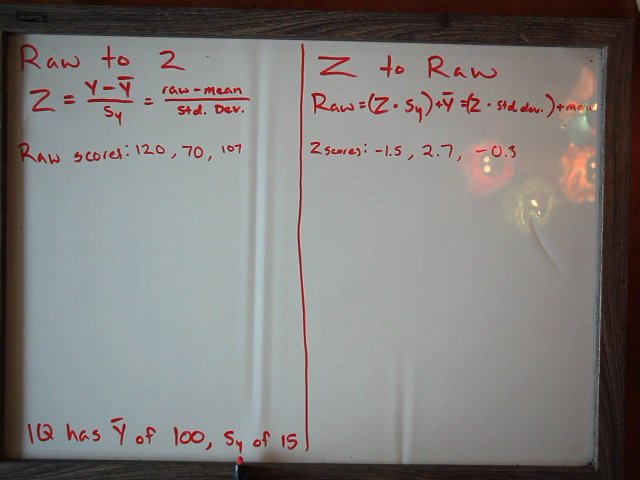 Raw to Z
Z = Y - Ȳ / Sy = raw - mean / Std. Dev.
Raw scores: 120, 70, 107
IQ has Ȳ of 100, Sy of 15
Z to Raw
Raw = (Z · Sy) + Ȳ = (Z · Std. dev.) + mean
Z scores: -1.5, 2.7, -0.3